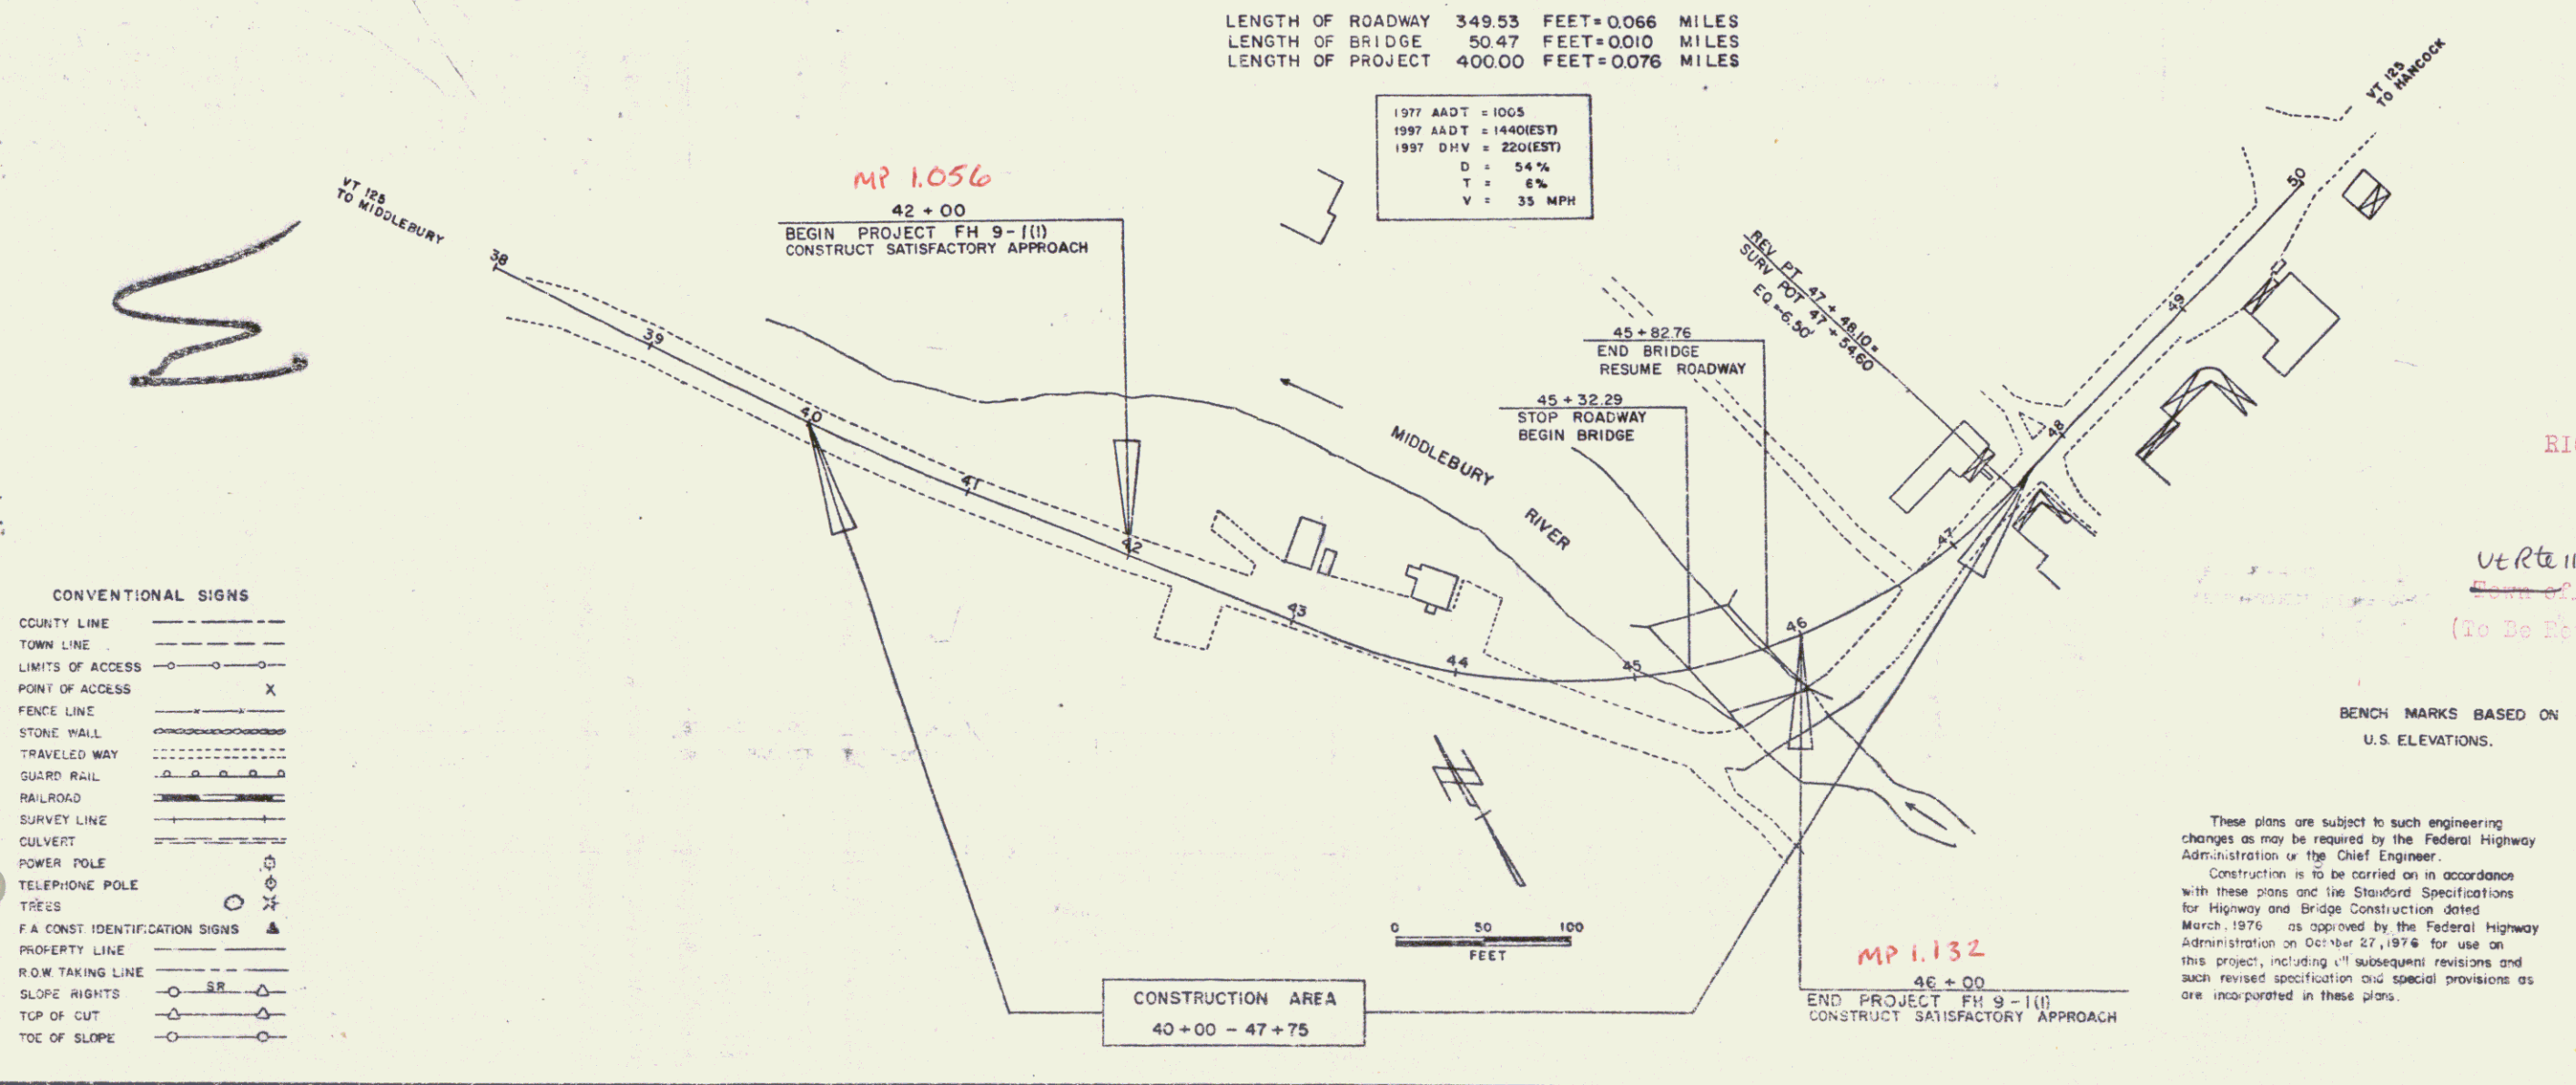 LENGTH OF ROADWAY 349.53 FEET=0.066 MILES
LENGTH OF BRIDGE 50.47 FEET=0.010 MILES
LENGTH OF PROJECT 400.00 FEET=0.076 MILES
1977 AADT = 1005
1997 AADT = 1440(EST)
1997 DHV = 220(EST)
D = 54%
T = 6%
V = 35 MPH
VT 125
TO HANCOCK
VT 125
TO MIDDLEBURY
MP 1.056
42 + 00
BEGIN PROJECT FH 9-1(1)
CONSTRUCT SATISFACTORY APPROACH
REV PT 47 + 48.10=
SURV POT 47 + 54.60
EQ =-6.50'
45 + 82.76
END BRIDGE
RESUME ROADWAY
45 + 32.29
STOP ROADWAY
BEGIN BRIDGE
MIDDLEBURY
RIVER
38
39
40
41
42
43
44
45
46
47
48
49
50
CONVENTIONAL SIGNS
COUNTY LINE
TOWN LINE
LIMITS OF ACCESS
POINT OF ACCESS X
FENCE LINE
STONE WALL
TRAVELED WAY
GUARD RAIL
RAILROAD
SURVEY LINE
CULVERT
POWER POLE
TELEPHONE POLE
TREES
F.A. CONST. IDENTIFICATION SIGNS
PROPERTY LINE
R.O.W. TAKING LINE
SLOPE RIGHTS SR
TOP OF CUT
TOE OF SLOPE
0 50 100
FEET
CONSTRUCTION AREA
40+00 - 47+75
MP 1.132
46 + 00
END PROJECT FH 9-1(1)
CONSTRUCT SATISFACTORY APPROACH
RI
Vt Rte 11
Town of
(To Be Re
BENCH MARKS BASED ON
U.S. ELEVATIONS.
These plans are subject to such engineering
changes as may be required by the Federal Highway
Administration or the Chief Engineer.
Construction is to be carried on in accordance
with these plans and the Standard Specifications
for Highway and Bridge Construction dated
March, 1976 as approved by the Federal Highway
Administration on October 27, 1976 for use on
this project, including all subsequent revisions and
such revised specification and special provisions as
are incorporated in these plans.